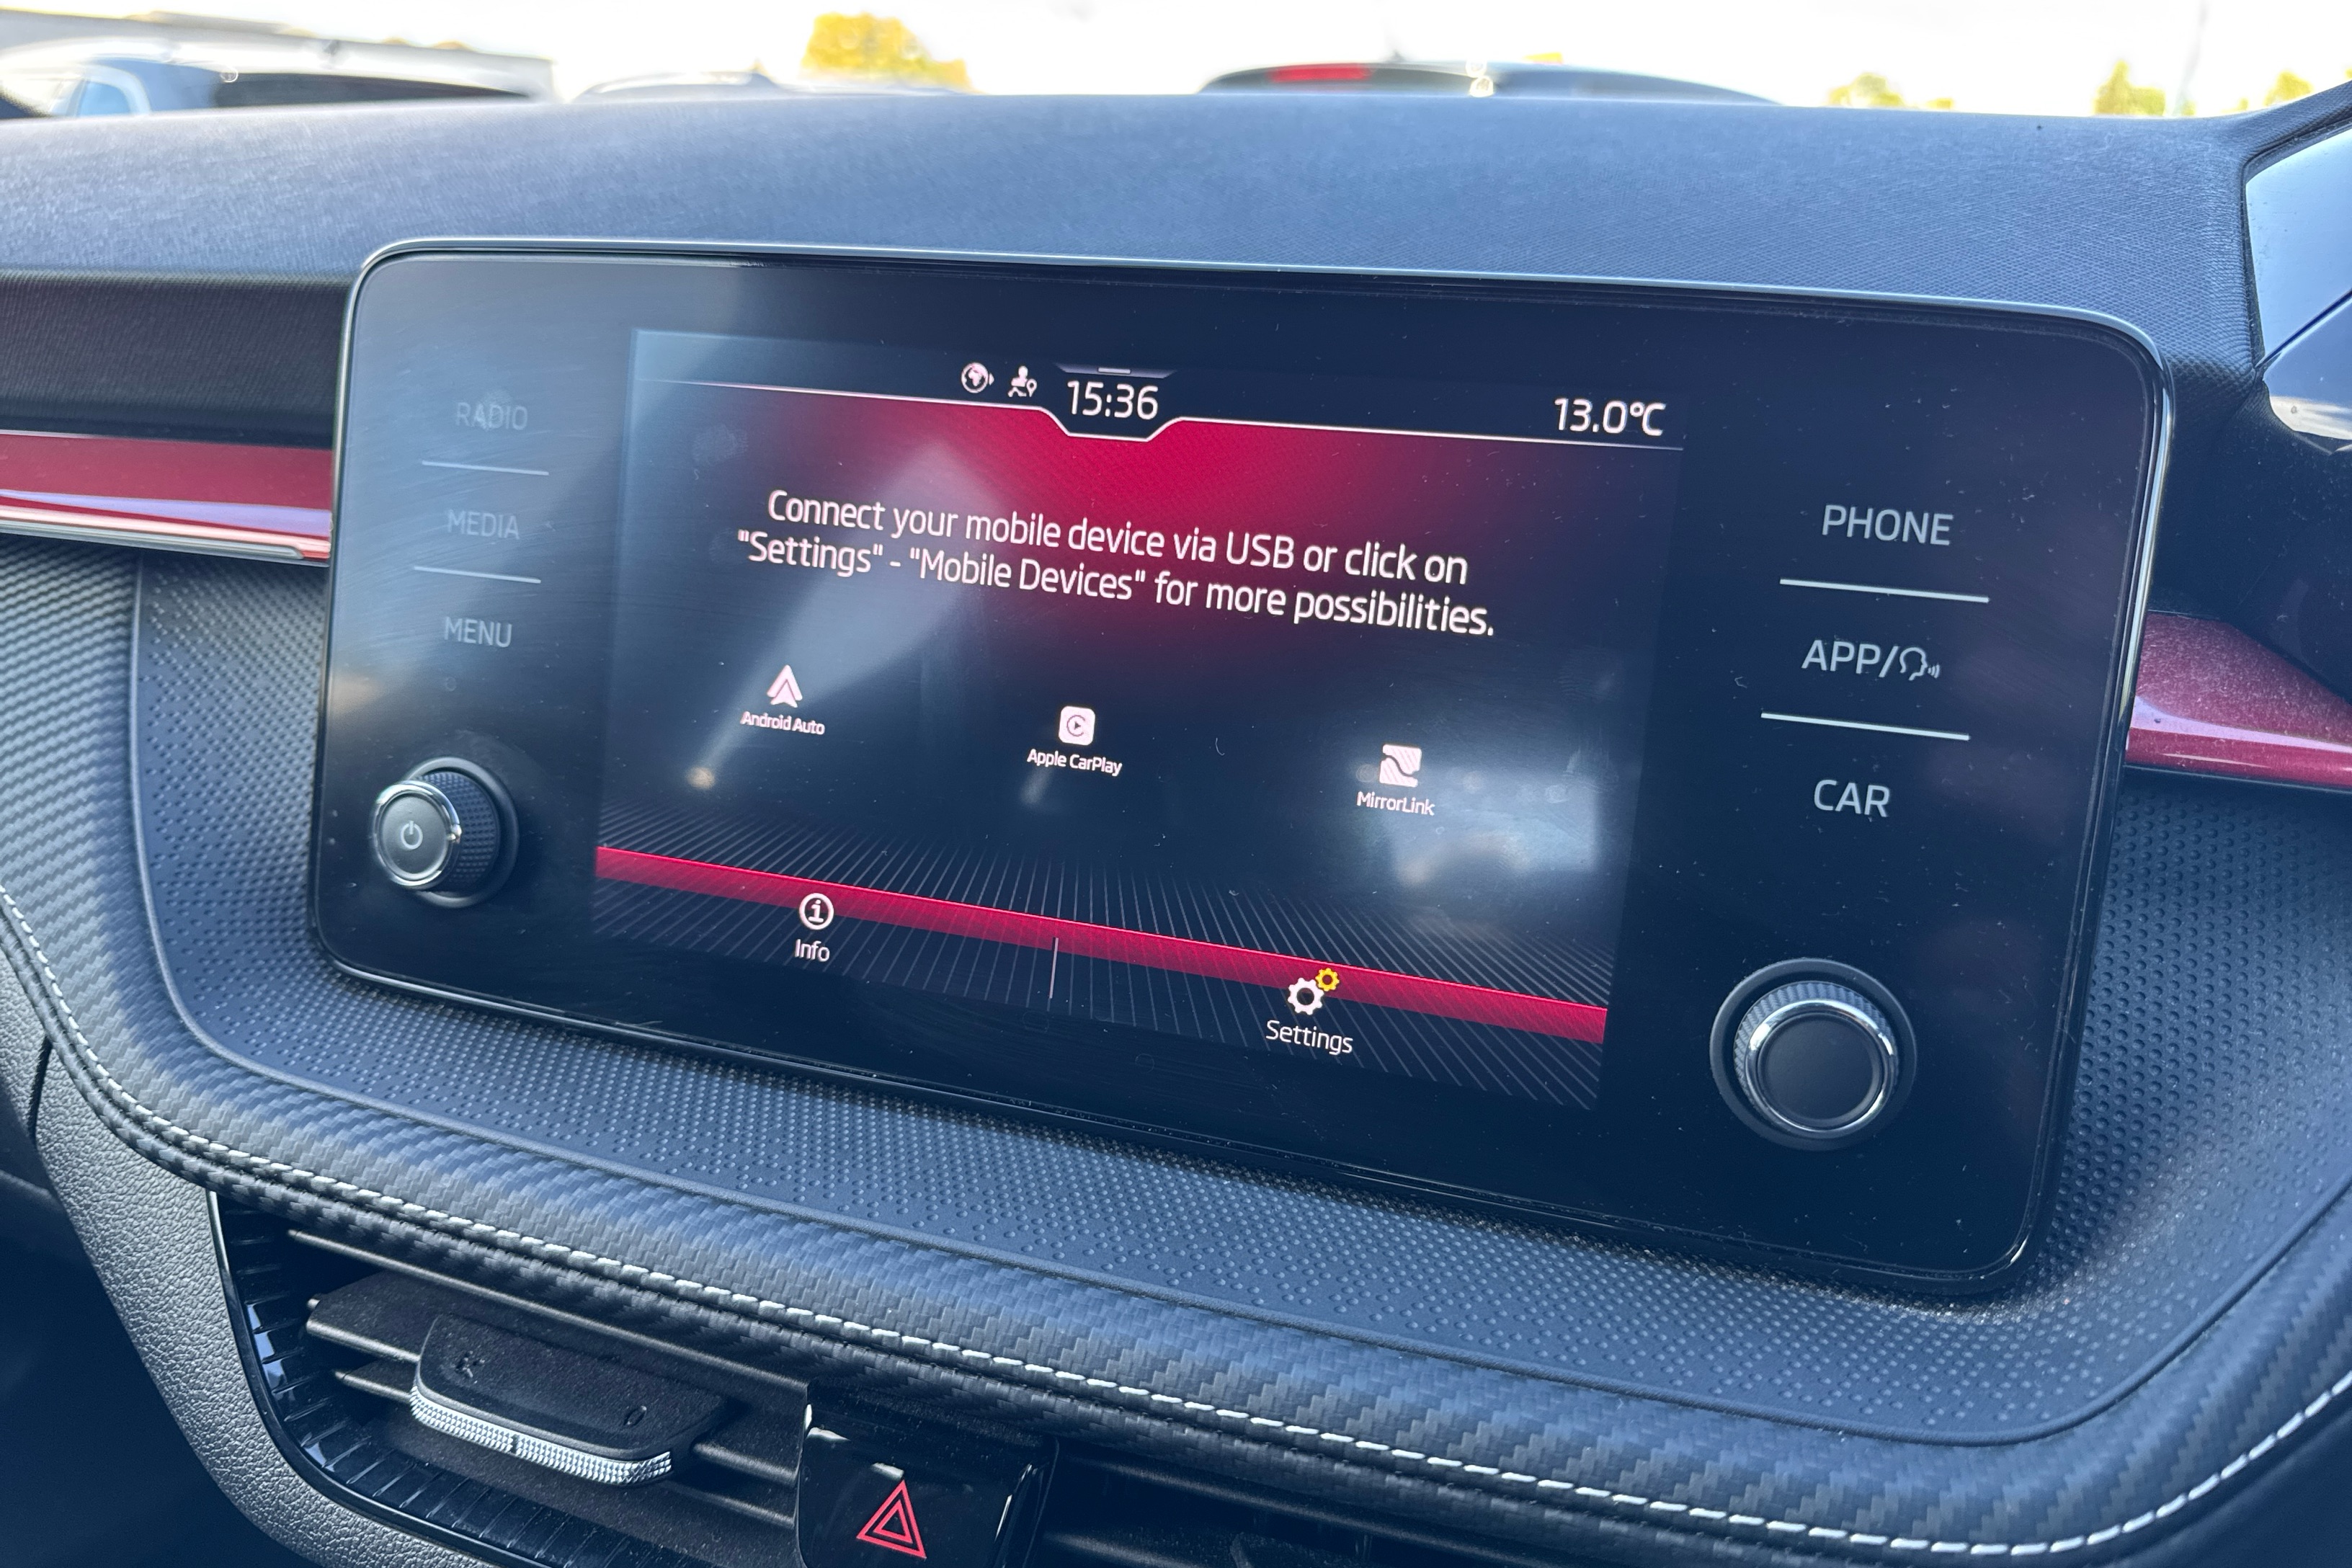 15:36
13.0°C
RADIO
MEDIA
MENU
Connect your mobile device via USB or click on
"Settings" - "Mobile Devices" for more possibilities.
Android Auto
Apple CarPlay
MirrorLink
Info
Settings
PHONE
APP/
CAR